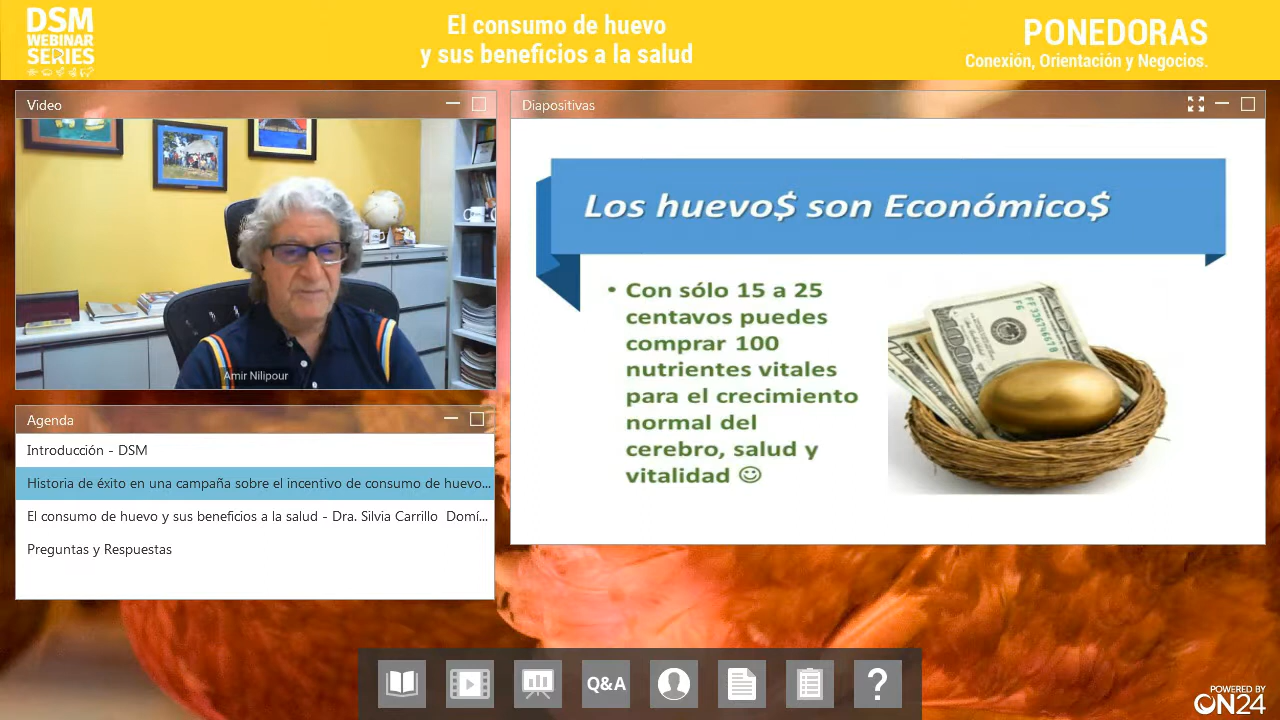 DSM
WEBINAR
SERIES
El consumo de huevo
y sus beneficios a la salud
PONEDORAS
Conexión, Orientación y Negocios.
Video
Amir Nilipour
Agenda
Introducción - DSM
Historia de éxito en una campaña sobre el incentivo de consumo de huevo...
El consumo de huevo y sus beneficios a la salud - Dra. Silvia Carrillo Domí...
Preguntas y Respuestas
Diapositivas
Los huevo$ son Económico$
• Con sólo 15 a 25
centavos puedes
comprar 100
nutrientes vitales
para el crecimiento
normal del
cerebro, salud y
vitalidad ☺
100
Q&A
?
POWERED BY
ON24